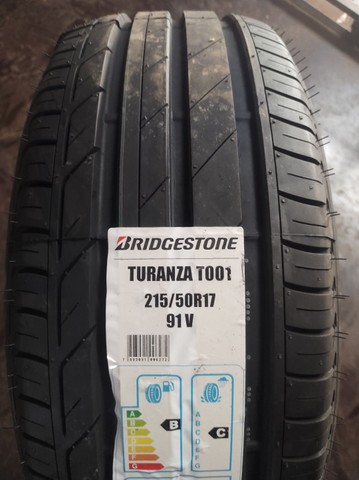 BRIDGESTONE
TURANZA T001
215/50R17
91 V
A
B
C
D
E
F
G
B
A
B
C
D
E
F
G
C